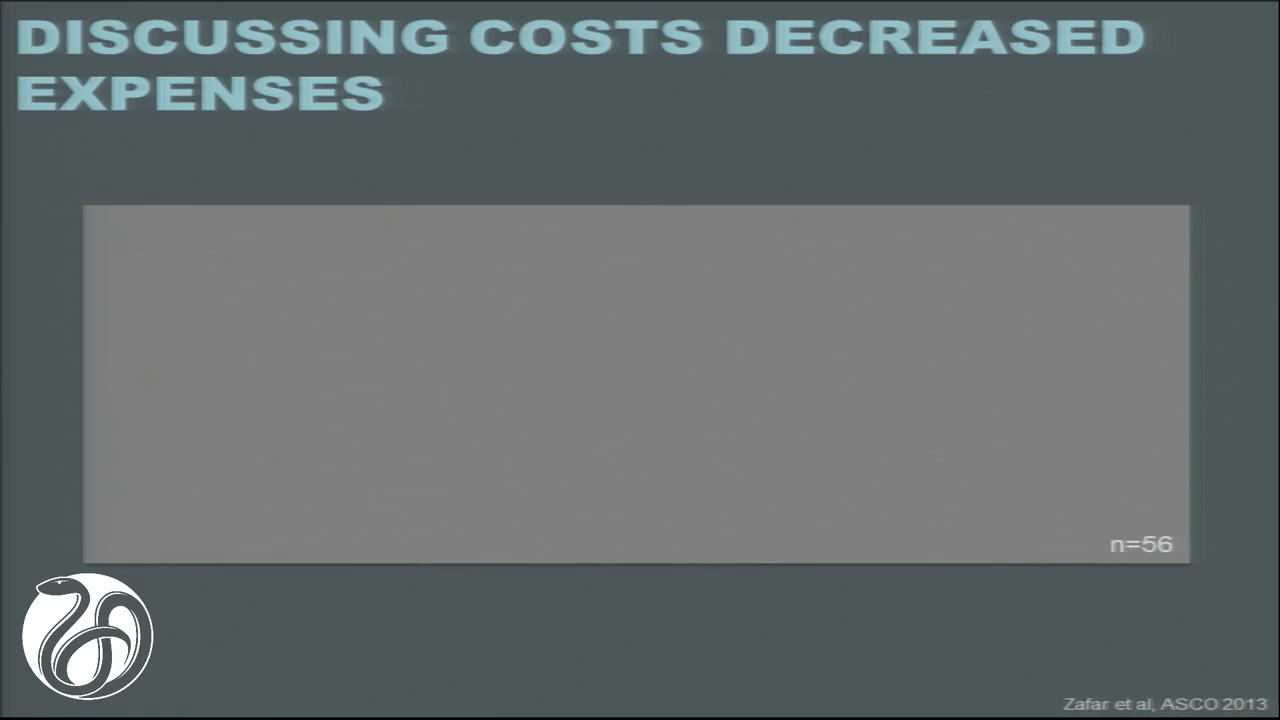 DISCUSSING COSTS DECREASED
EXPENSES
n=56
Zafar et al, ASCO 2013